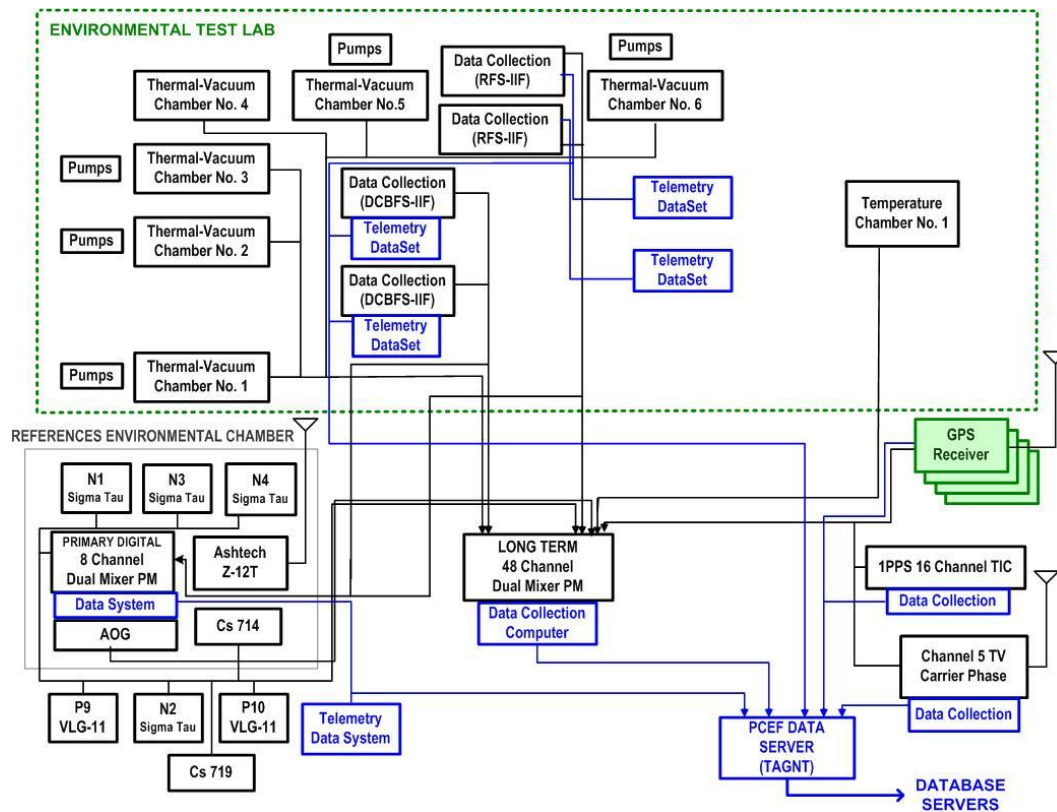 ENVIRONMENTAL TEST LAB
Pumps
Pumps
Data Collection
(RFS-IIF)
Thermal-Vacuum
Chamber No. 4
Thermal-Vacuum
Chamber No.5
Thermal-Vacuum
Chamber No. 6
Data Collection
(RFS-IIF)
Pumps
Thermal-Vacuum
Chamber No. 3
Data Collection
(DCBFS-IIF)
Telemetry
DataSet
Telemetry
DataSet
Temperature
Chamber No. 1
Pumps
Thermal-Vacuum
Chamber No. 2
Data Collection
(DCBFS-IIF)
Telemetry
DataSet
Telemetry
DataSet
Pumps
Thermal-Vacuum
Chamber No. 1
REFERENCES ENVIRONMENTAL CHAMBER
GPS
Receiver
N1
Sigma Tau
N3
Sigma Tau
N4
Sigma Tau
PRIMARY DIGITAL
8 Channel
Dual Mixer PM
Data System
AOG
Ashtech
Z-12T
Cs 714
LONG TERM
48 Channel
Dual Mixer PM
Data Collection
Computer
1PPS 16 Channel TIC
Data Collection
Channel 5 TV
Carrier Phase
Data Collection
P9
VLG-11
N2
Sigma Tau
P10
VLG-11
Telemetry
Data System
Cs 719
PCEF DATA
SERVER
(TAGNT)
DATABASE
SERVERS